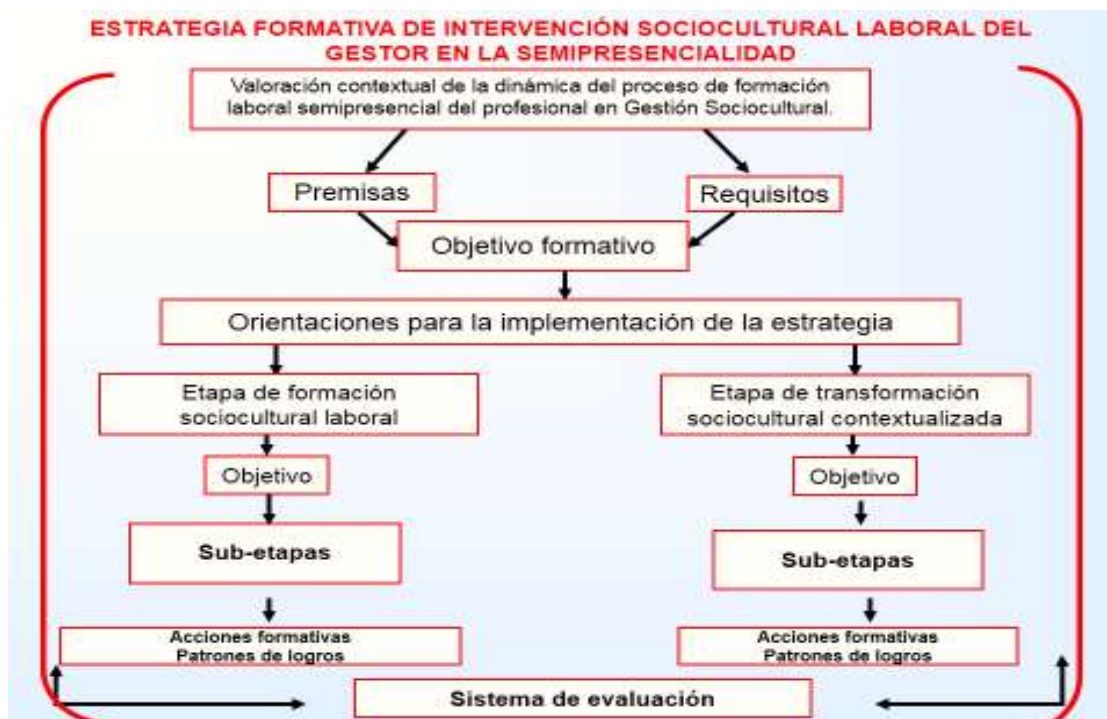 ESTRATEGIA FORMATIVA DE INTERVENCIÓN SOCIOCULTURAL LABORAL DEL
GESTOR EN LA SEMIPRESENCIALIDAD
Valoración contextual de la dinámica del proceso de formación
laboral semipresencial del profesional en Gestión Sociocultural.
Premisas
Requisitos
Objetivo formativo
Orientaciones para la implementación de la estrategia
Etapa de formación
sociocultural laboral
Etapa de transformación
sociocultural contextualizada
Objetivo
Objetivo
Sub-etapas
Sub-etapas
Acciones formativas
Patrones de logros
Acciones formativas
Patrones de logros
Sistema de evaluación